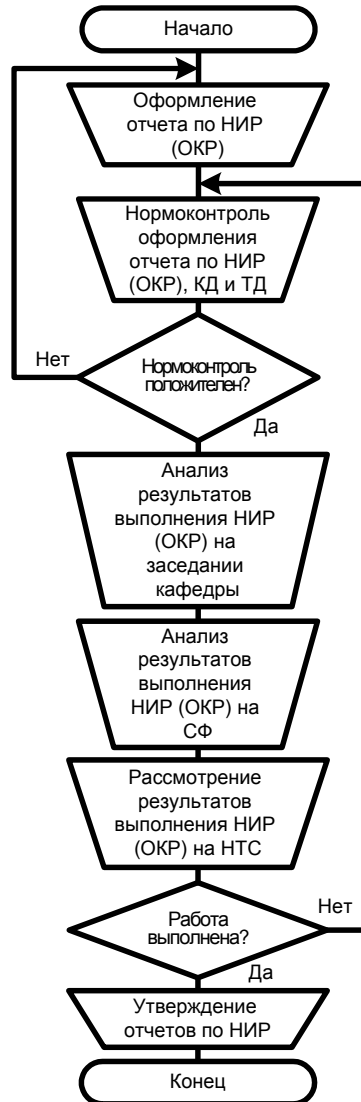 Начало
Оформление
отчета по НИР
(ОКР)
Нормоконтроль
оформления
отчета по НИР
(ОКР), КД и ТД
Нет
Нормоконтроль
положителен?
Да
Анализ
результатов
выполнения НИР
(ОКР) на
заседании
кафедры
Анализ
результатов
выполнения
НИР (ОКР) на
СФ
Рассмотрение
результатов
выполнения НИР
(ОКР) на НТС
Нет
Работа
выполнена?
Да
Утверждение
отчетов по НИР
Конец